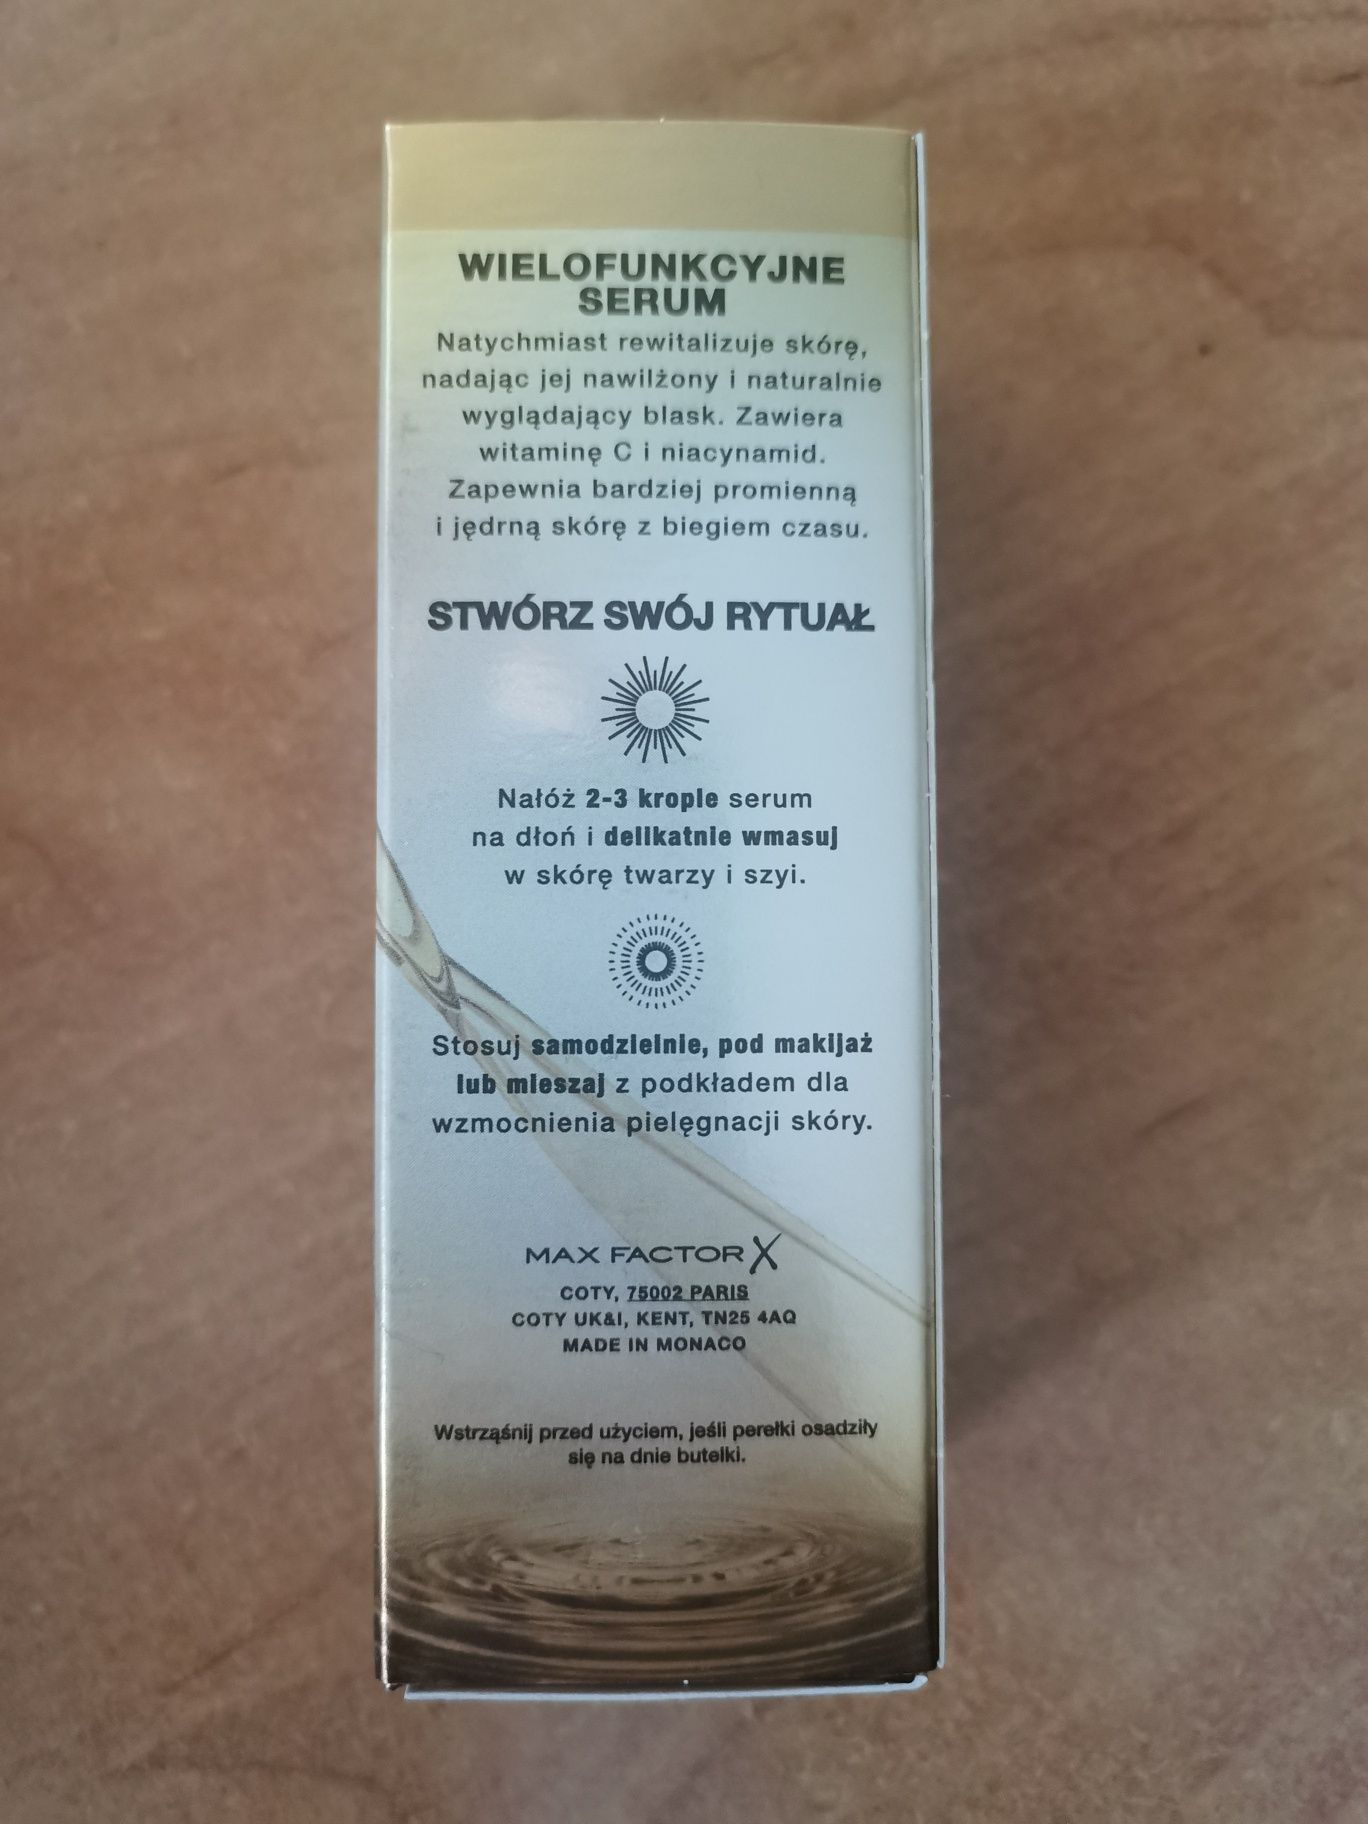 WIELOFUNKCYJNE
SERUM
Natychmiast rewitalizuje skórę,
nadając jej nawilżony i naturalnie
wyglądający blask. Zawiera
witaminę C i niacynamid.
Zapewnia bardziej promienną
i jędrną skórę z biegiem czasu.
STWÓRZ SWÓJ RYTUAŁ
Nałóż 2-3 krople serum
na dłoń i delikatnie wmasuj
w skórę twarzy i szyi.
Stosuj samodzielnie, pod makijaż
lub mieszaj z podkładem dla
wzmocnienia pielęgnacji skóry.
MAX FACTOR X
COTY, 75002 PARIS
COTY UK&I, KENT, TN25 4AQ
MADE IN MONACO
Wstrząśnij przed użyciem, jeśli perełki osadziły
się na dnie butelki.